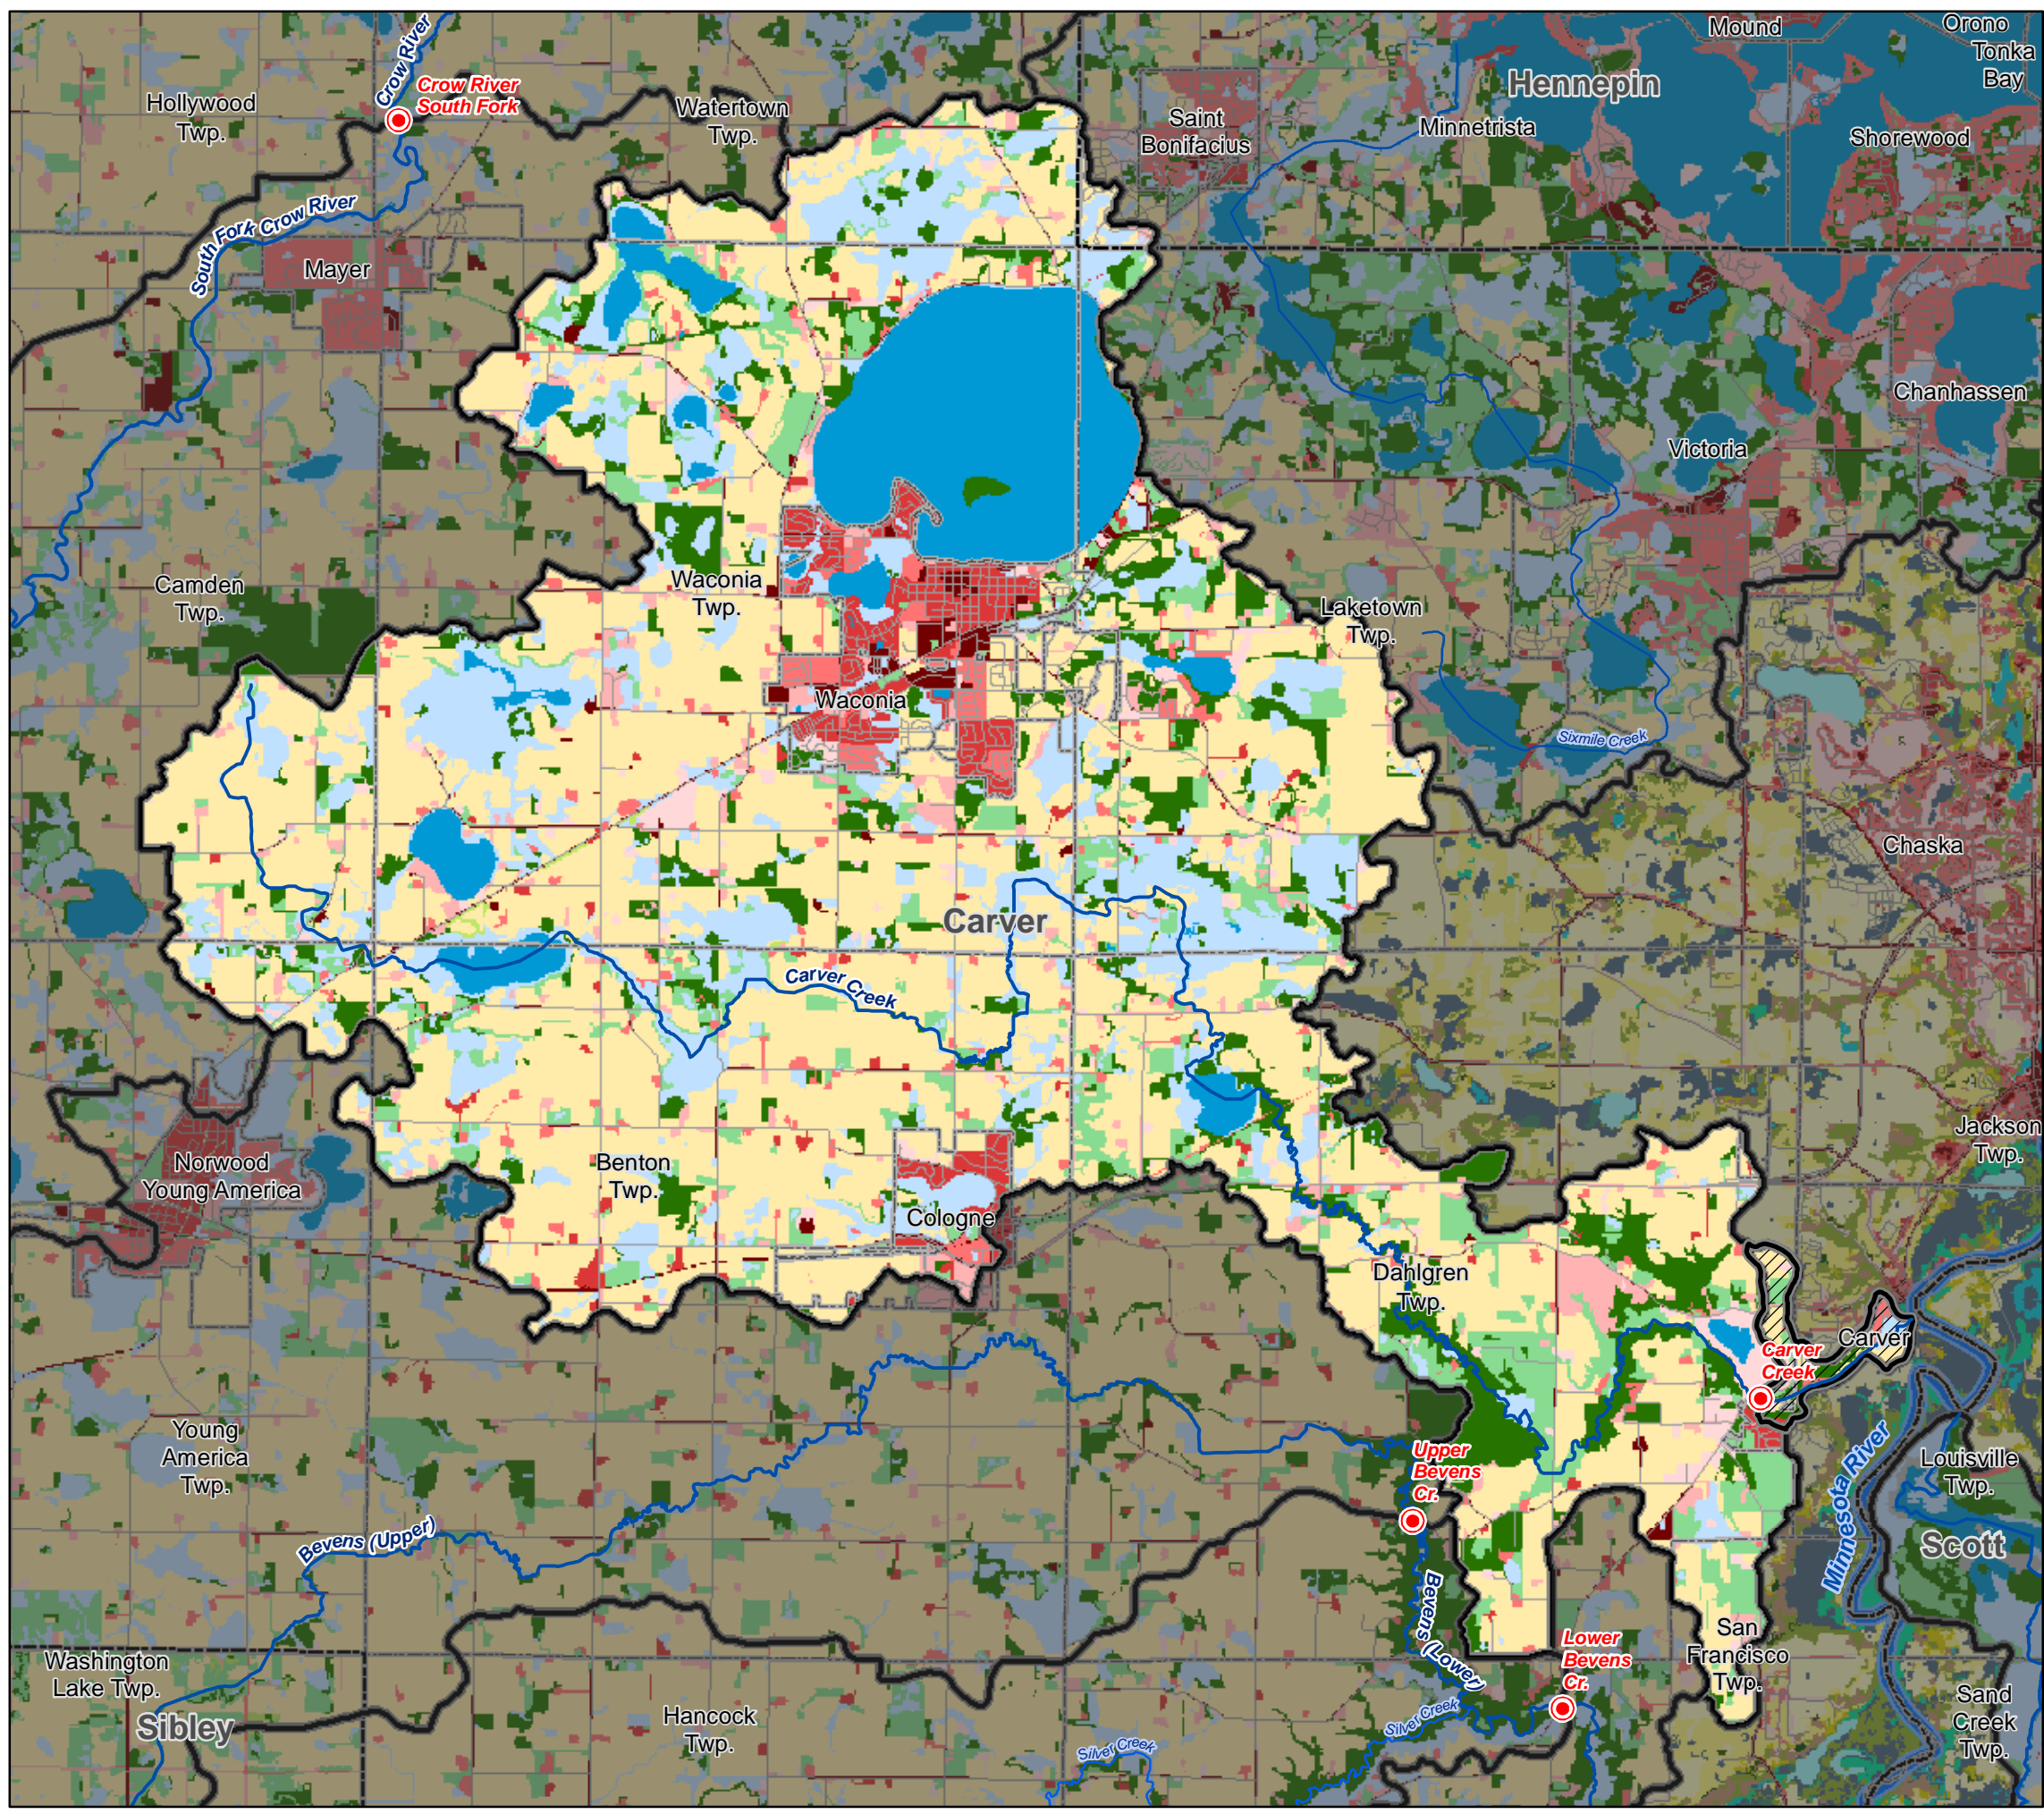 Crow River
Crow River
South Fork
Hollywood
Twp.
Watertown
Twp.
Saint
Bonifacius
Hennepin
Minnetrista
Mound
Orono
Tonka
Bay
Shorewood
South Fork Crow River
Mayer
Chanhassen
Victoria
Camden
Twp.
Waconia
Twp.
Laketown
Twp.
Waconia
Sixmile Creek
Chaska
Carver
Carver Creek
Jackson
Twp.
Norwood
Young America
Benton
Twp.
Cologne
Dahlgren
Twp.
Carver
Carver
Creek
Young
America
Twp.
Upper
Bevens
Cr.
Minnesota River
Louisville
Twp.
Scott
Bevens (Upper)
Bevens (Lower)
Lower
Bevens
Cr.
San
Francisco
Twp.
Washington
Lake Twp.
Sibley
Hancock
Twp.
Silver Creek
Silver Creek
Sand
Creek
Twp.